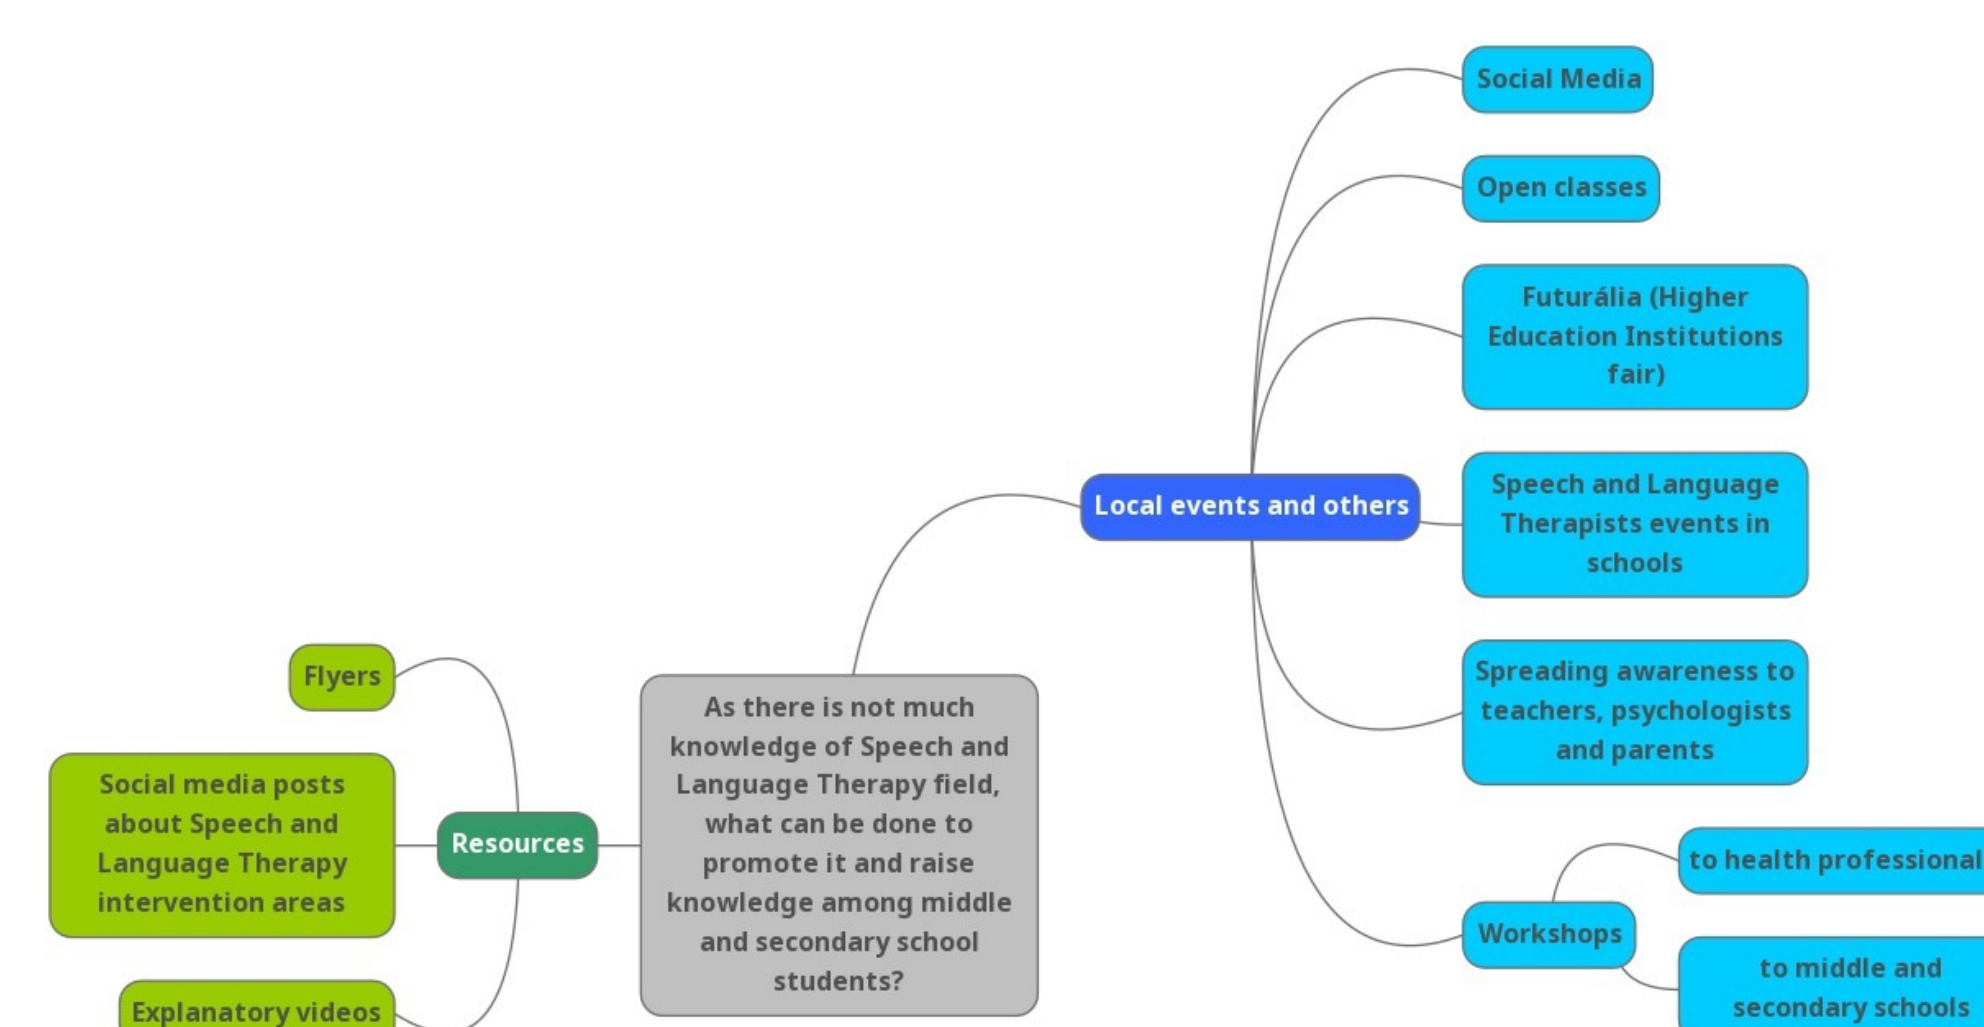 Social Media
Open classes
Futurália (Higher
Education Institutions
fair)
Speech and Language
Therapists events in
schools
Local events and others
Spreading awareness to
teachers, psychologists
and parents
to health professional
Workshops
to middle and
secondary schools
As there is not much
knowledge of Speech and
Language Therapy field,
what can be done to
promote it and raise
knowledge among middle
and secondary school
students?
Resources
Flyers
Social media posts
about Speech and
Language Therapy
intervention areas
Explanatory videos